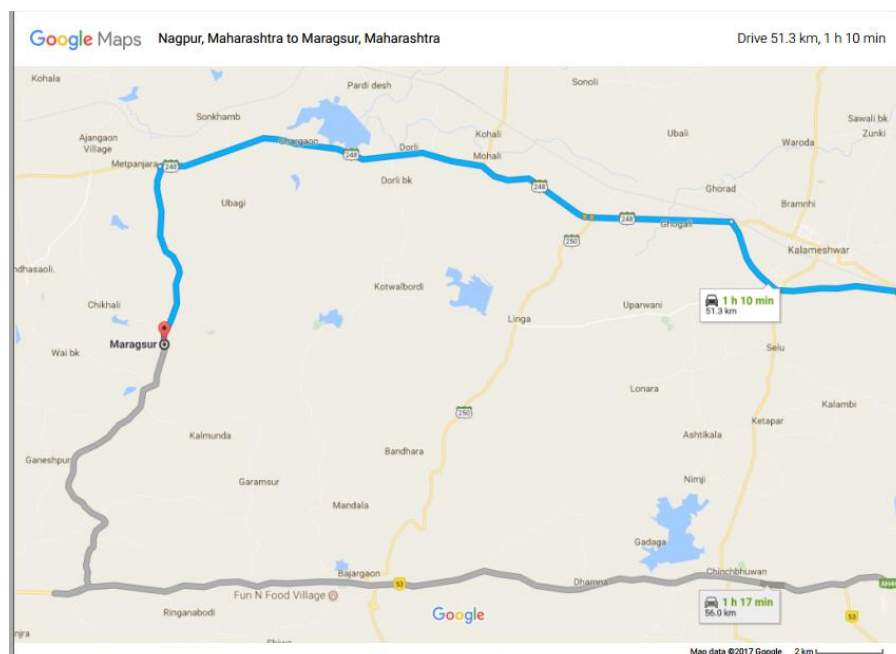 Google Maps Nagpur, Maharashtra to Maragsur, Maharashtra Drive 51.3 km, 1 h 10 min
Kohala
Pardi desh
Sonoli
Sonkhamb
Sawali bk
Ajangaon
Village
Kohali
Ubali
Waroda
Zunki
Metpanjara
248
Dorli
248
Mohali
Dorli bk
248
Ghorad
Ubagi
Bramnhi
248
Ghogali
250
Kalameshwar
ndhasaoli.
Chikhali
Kotwalbordi
1 h 10 min
51.3 km
Uparwani
Linga
Maragsur
Wai bk
Selu
Lonara
250
Kalambi
Kalmunda
Ketapar
Ashtikala
Bandhara
Ganeshpur
Garamsur
Nimji
Mandala
Gadaga
Bajargaon
Chinchbhuwan
53
Dhamna
Fun N Food Village
1 h 17 min
56.0 km
Ringanabodi
Google
53
njra
Map data ©2017 Google 2 km